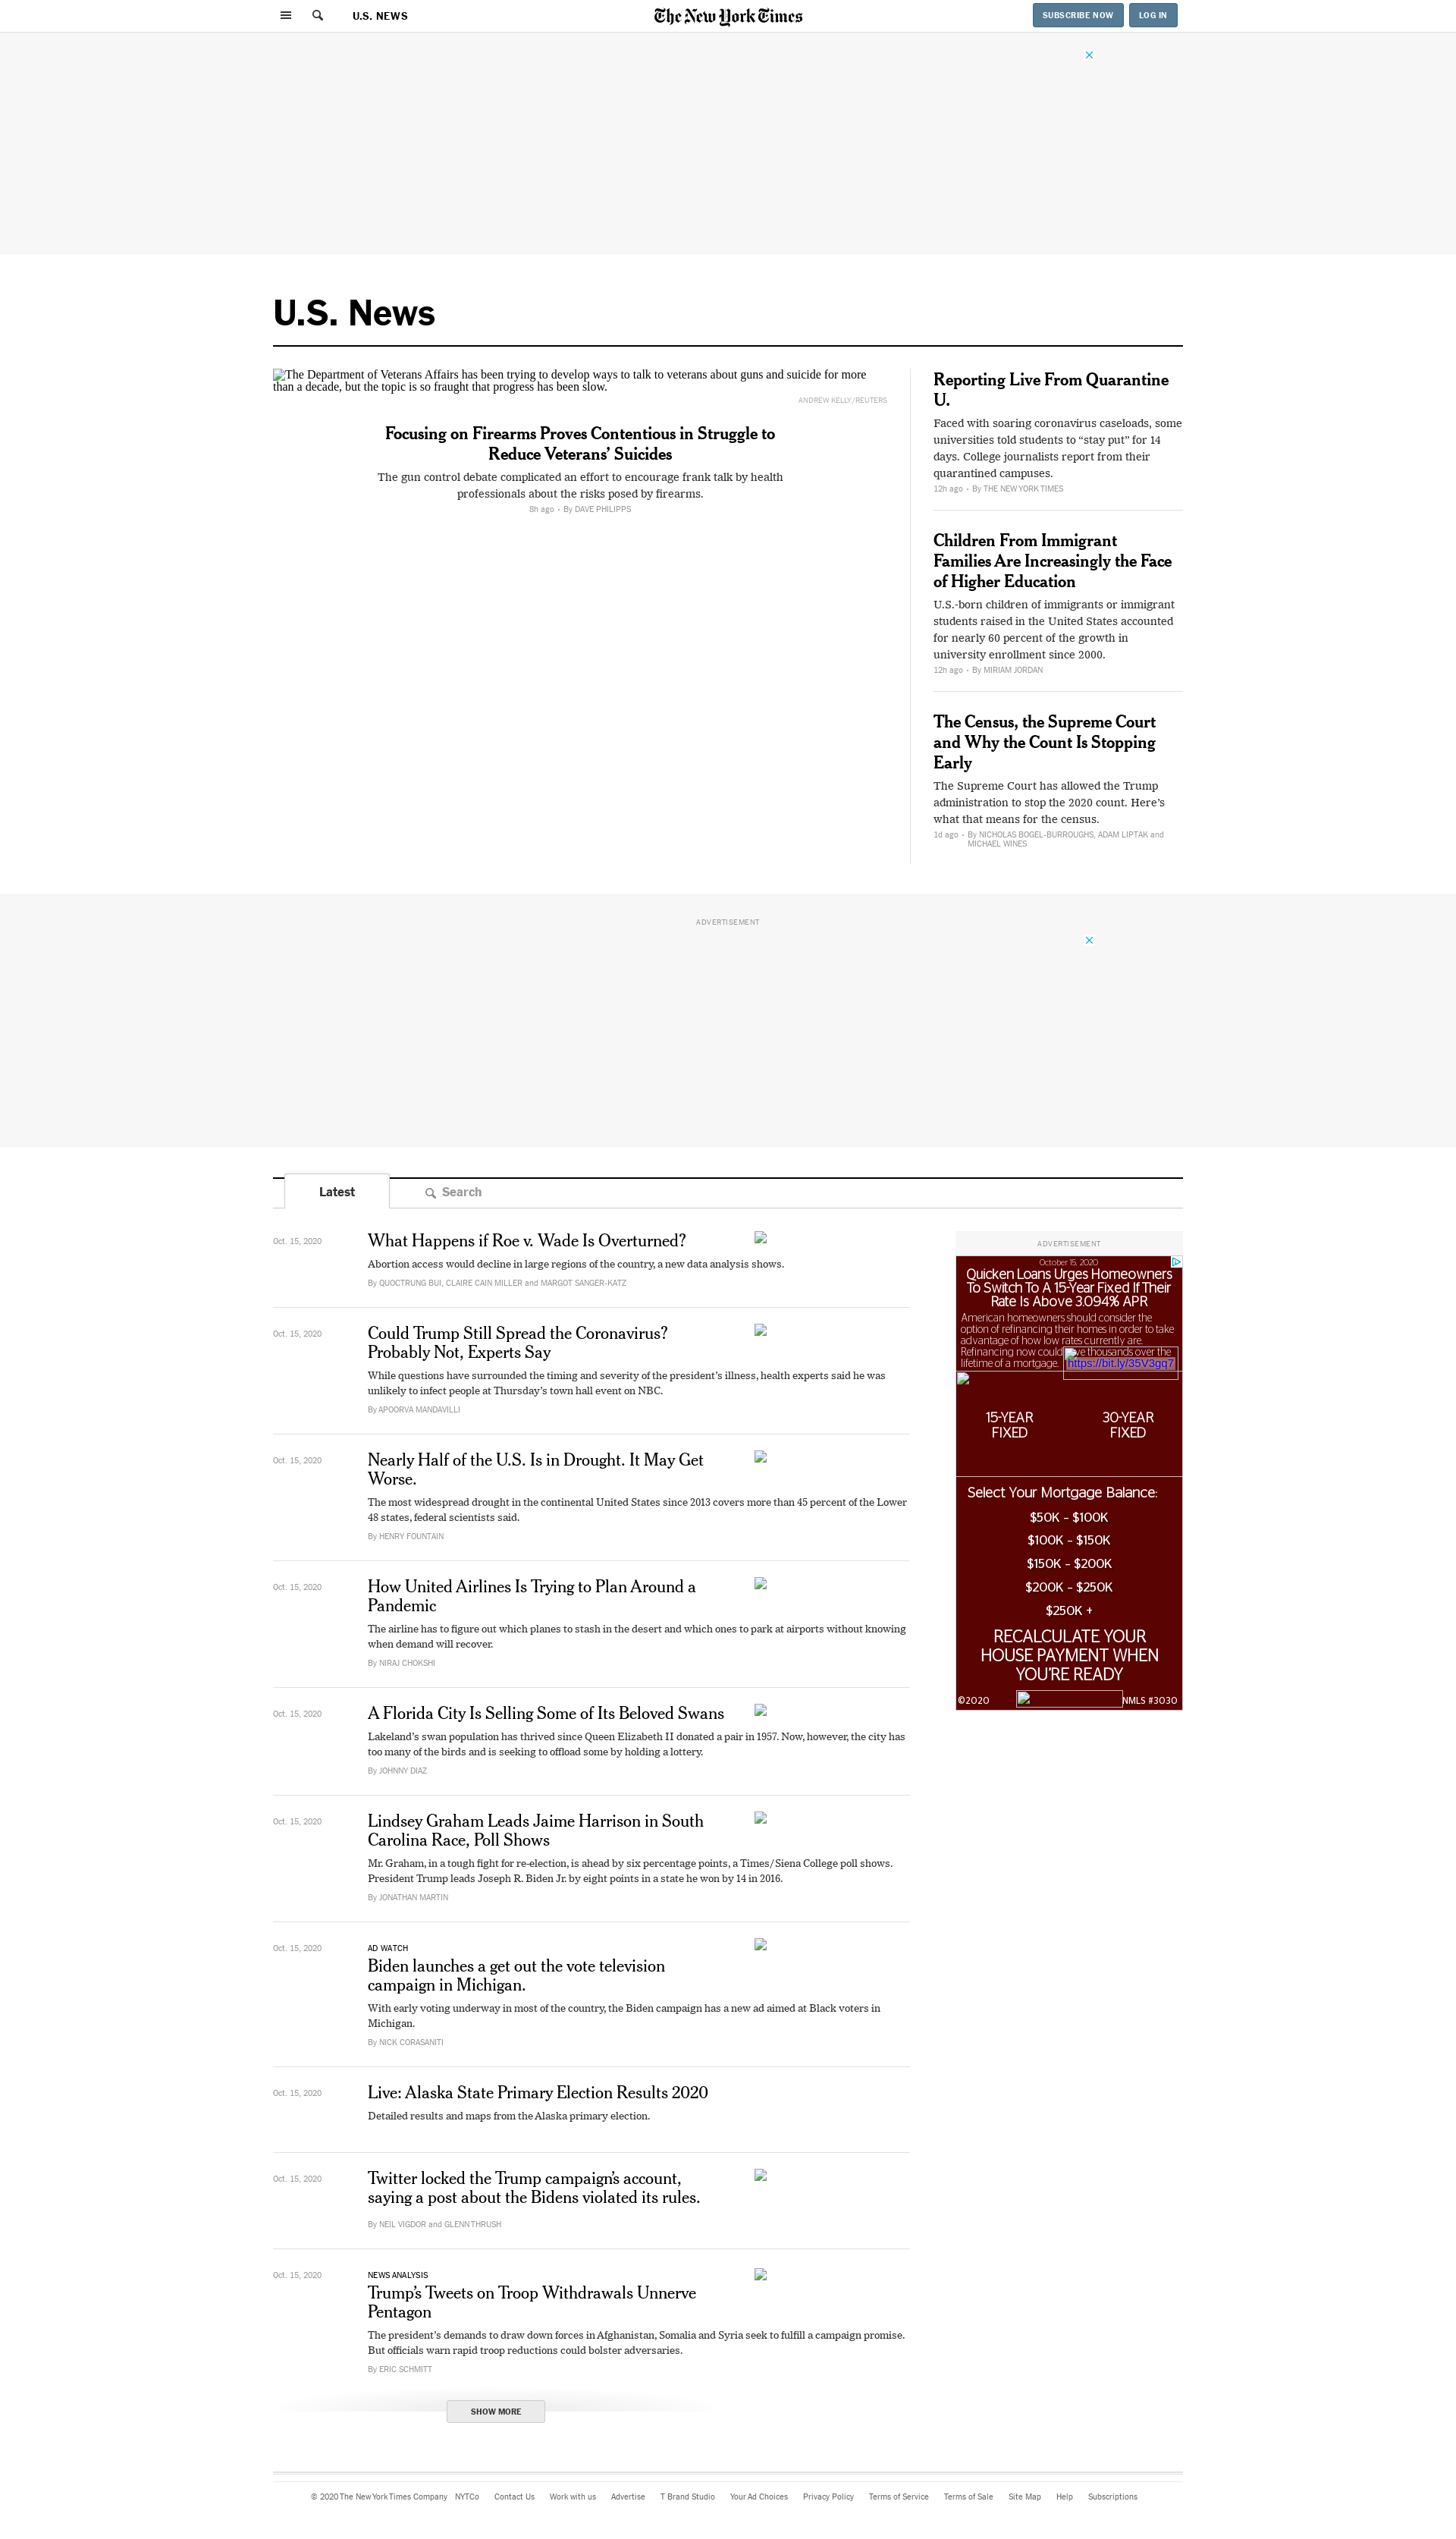 U.S. NEWS
The New York Times
SUBSCRIBE NOW
LOG IN
U.S. News
The Department of Veterans Affairs has been trying to develop ways to talk to veterans about guns and suicide for more
than a decade, but the topic is so fraught that progress has been slow.
ANDREW KELLY/REUTERS
Focusing on Firearms Proves Contentious in Struggle to
Reduce Veterans’ Suicides
The gun control debate complicated an effort to encourage frank talk by health
professionals about the risks posed by firearms.
8h ago • By DAVE PHILIPPS
Reporting Live From Quarantine
U.
Faced with soaring coronavirus caseloads, some
universities told students to “stay put” for 14
days. College journalists report from their
quarantined campuses.
12h ago • By THE NEW YORK TIMES
Children From Immigrant
Families Are Increasingly the Face
of Higher Education
U.S.-born children of immigrants or immigrant
students raised in the United States accounted
for nearly 60 percent of the growth in
university enrollment since 2000.
12h ago • By MIRIAM JORDAN
The Census, the Supreme Court
and Why the Count Is Stopping
Early
The Supreme Court has allowed the Trump
administration to stop the 2020 count. Here’s
what that means for the census.
1d ago • By NICHOLAS BOGEL-BURROUGHS, ADAM LIPTAK and
MICHAEL WINES
ADVERTISEMENT
Latest
Search
Oct. 15, 2020
What Happens if Roe v. Wade Is Overturned?
Abortion access would decline in large regions of the country, a new data analysis shows.
By QUOCTRUNG BUI, CLAIRE CAIN MILLER and MARGOT SANGER-KATZ
Oct. 15, 2020
Could Trump Still Spread the Coronavirus?
Probably Not, Experts Say
While questions have surrounded the timing and severity of the president’s illness, health experts said he was
unlikely to infect people at Thursday’s town hall event on NBC.
By APOORVA MANDAVILLI
Oct. 15, 2020
Nearly Half of the U.S. Is in Drought. It May Get
Worse.
The most widespread drought in the continental United States since 2013 covers more than 45 percent of the Lower
48 states, federal scientists said.
By HENRY FOUNTAIN
Oct. 15, 2020
How United Airlines Is Trying to Plan Around a
Pandemic
The airline has to figure out which planes to stash in the desert and which ones to park at airports without knowing
when demand will recover.
By NIRAJ CHOKSHI
Oct. 15, 2020
A Florida City Is Selling Some of Its Beloved Swans
Lakeland’s swan population has thrived since Queen Elizabeth II donated a pair in 1957. Now, however, the city has
too many of the birds and is seeking to offload some by holding a lottery.
By JOHNNY DIAZ
Oct. 15, 2020
Lindsey Graham Leads Jaime Harrison in South
Carolina Race, Poll Shows
Mr. Graham, in a tough fight for re-election, is ahead by six percentage points, a Times/Siena College poll shows.
President Trump leads Joseph R. Biden Jr. by eight points in a state he won by 14 in 2016.
By JONATHAN MARTIN
Oct. 15, 2020
AD WATCH
Biden launches a get out the vote television
campaign in Michigan.
With early voting underway in most of the country, the Biden campaign has a new ad aimed at Black voters in
Michigan.
By NICK CORASANITI
Oct. 15, 2020
Live: Alaska State Primary Election Results 2020
Detailed results and maps from the Alaska primary election.
Oct. 15, 2020
Twitter locked the Trump campaign’s account,
saying a post about the Bidens violated its rules.
By NEIL VIGDOR and GLENN THRUSH
Oct. 15, 2020
NEWS ANALYSIS
Trump’s Tweets on Troop Withdrawals Unnerve
Pentagon
The president’s demands to draw down forces in Afghanistan, Somalia and Syria seek to fulfill a campaign promise.
But officials warn rapid troop reductions could bolster adversaries.
By ERIC SCHMITT
SHOW MORE
ADVERTISEMENT
October 15, 2020
Quicken Loans Urges Homeowners
To Switch To A 15-Year Fixed If Their
Rate Is Above 3.094% APR
American homeowners should consider the
option of refinancing their homes in order to take
advantage of how low rates currently are.
Refinancing now could ve thousands over the
lifetime of a mortgage.
https://bit.ly/35V3gq7
15-YEAR
FIXED
30-YEAR
FIXED
Select Your Mortgage Balance:
$50K - $100K
$100K - $150K
$150K - $200K
$200K - $250K
$250K +
RECALCULATE YOUR
HOUSE PAYMENT WHEN
YOU'RE READY
©2020 NMLS #3030
© 2020 The New York Times Company NYTCo Contact Us Work with us Advertise T Brand Studio Your Ad Choices Privacy Policy Terms of Service Terms of Sale Site Map Help Subscriptions